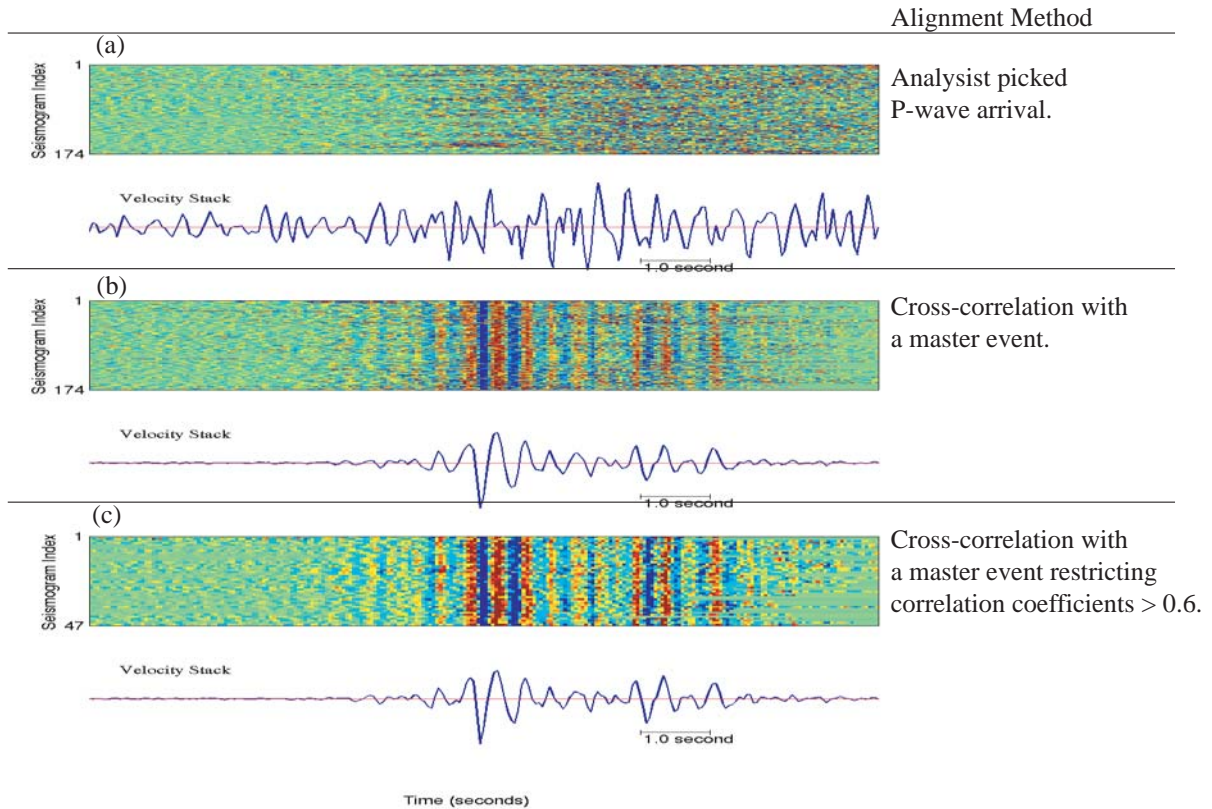 Alignment Method
(a)
1
Seismogram Index
174
Analysist picked
P-wave arrival.
Velocity Stack
1.0 second
(b)
1
Seismogram Index
174
Cross-correlation with
a master event.
Velocity Stack
1.0 second
(c)
1
Seismogram Index
47
Cross-correlation with
a master event restricting
correlation coefficients > 0.6.
Velocity Stack
1.0 second
Time (seconds)